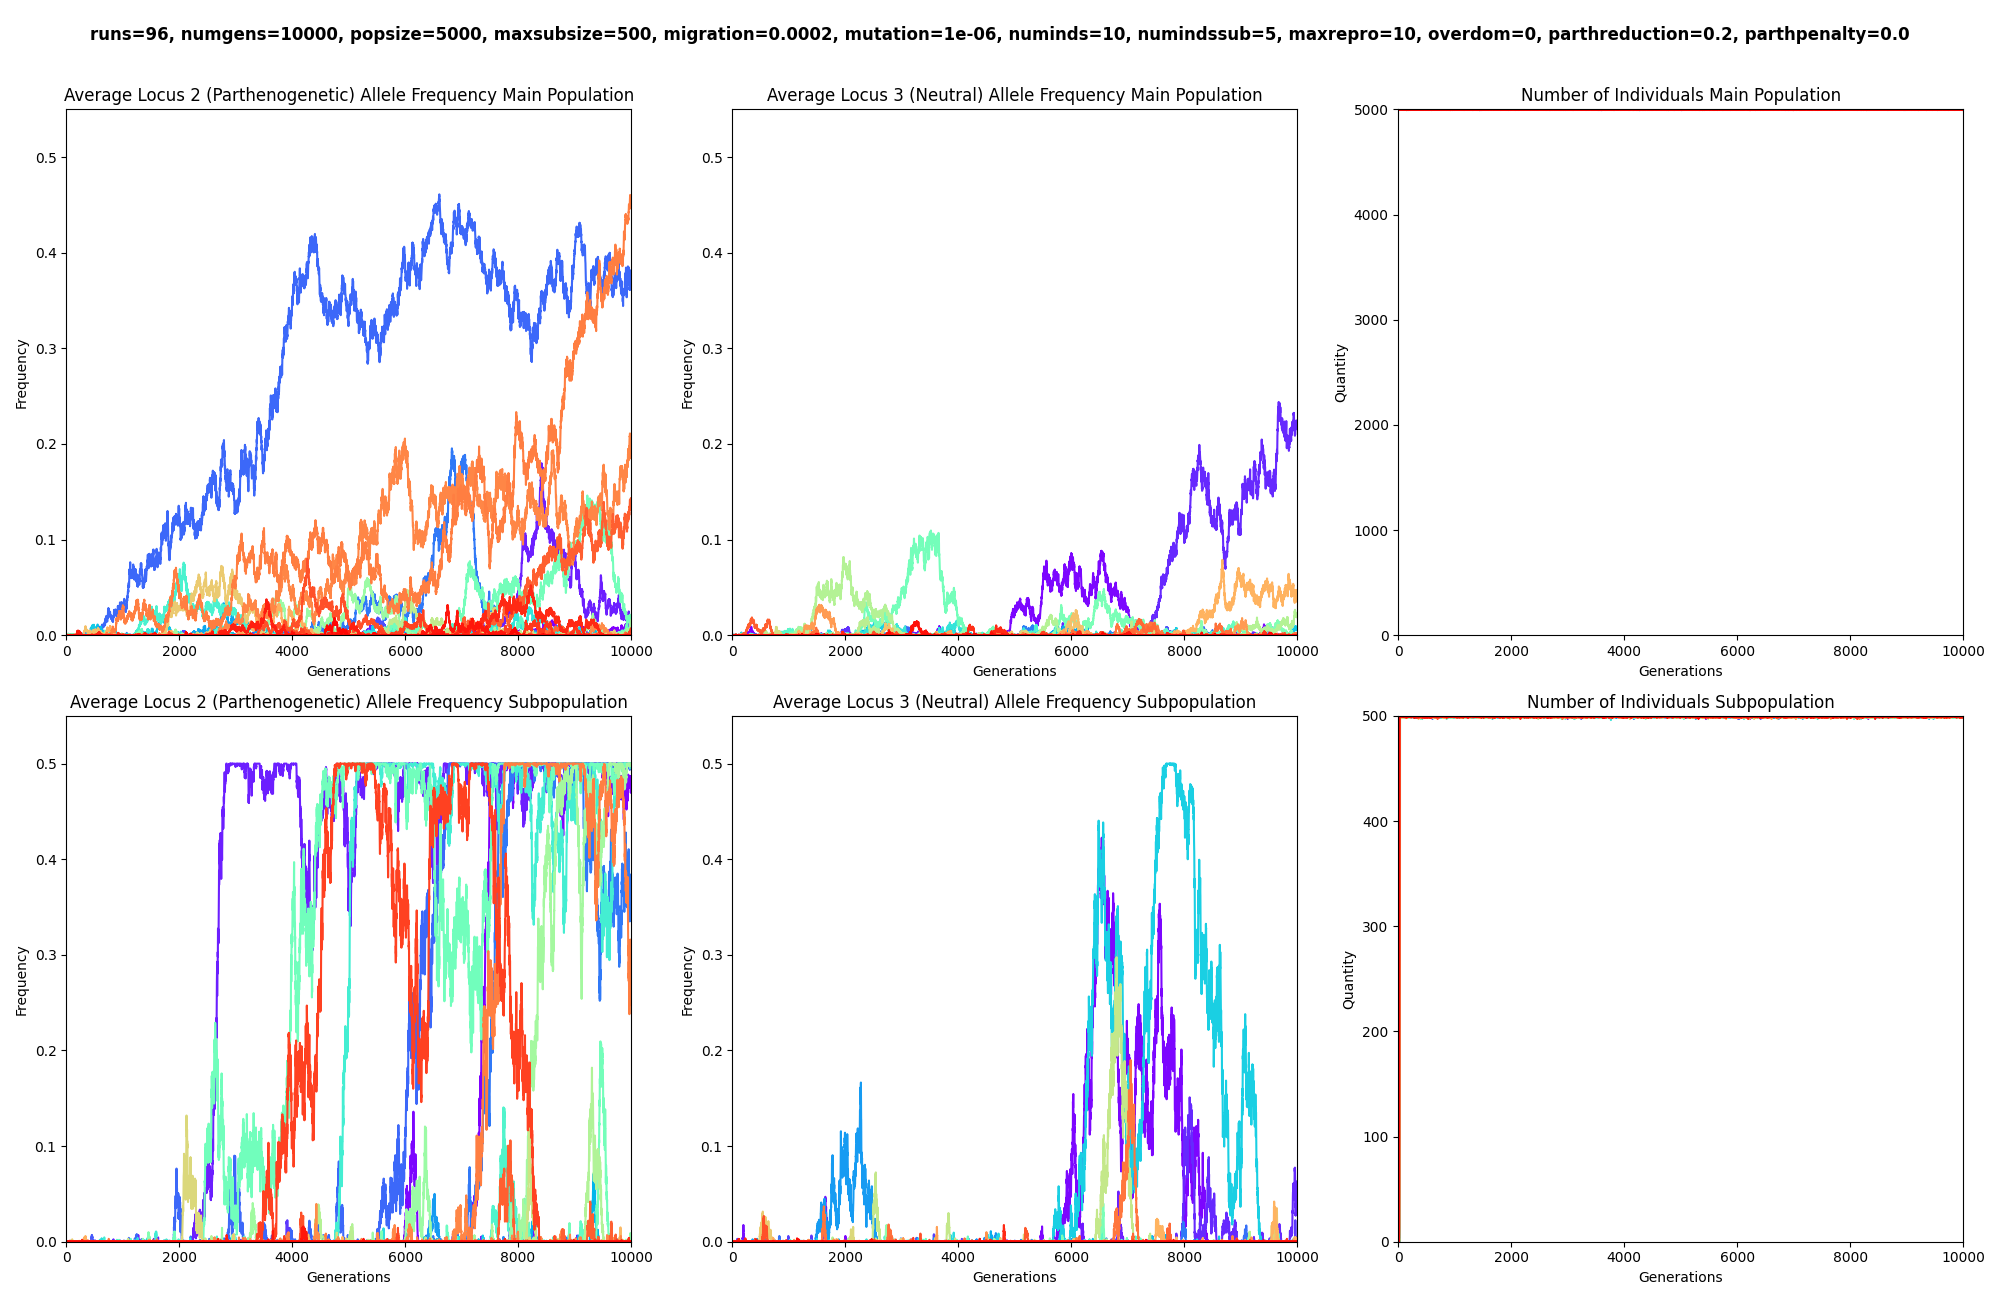 runs=96, numgens=10000, popsize=5000, maxsubsize=500, migration=0.0002, mutation=1e-06, numinds=10, numindssub=5, maxrepro=10, overdom=0, parthreduction=0.2, parthpenalty=0.0
Average Locus 2 (Parthenogenetic) Allele Frequency Main Population
0.5
0.4
0.3
0.2
0.1
0.0
Frequency
0 2000 4000 6000 8000 10000
Generations
Average Locus 3 (Neutral) Allele Frequency Main Population
0.5
0.4
0.3
0.2
0.1
0.0
Frequency
0 2000 4000 6000 8000 10000
Generations
Number of Individuals Main Population
5000
4000
3000
2000
1000
0
Quantity
0 2000 4000 6000 8000 10000
Generations
Average Locus 2 (Parthenogenetic) Allele Frequency Subpopulation
0.5
0.4
0.3
0.2
0.1
0.0
Frequency
0 2000 4000 6000 8000 10000
Generations
Average Locus 3 (Neutral) Allele Frequency Subpopulation
0.5
0.4
0.3
0.2
0.1
0.0
Frequency
0 2000 4000 6000 8000 10000
Generations
Number of Individuals Subpopulation
500
400
300
200
100
0
Quantity
0 2000 4000 6000 8000 10000
Generations